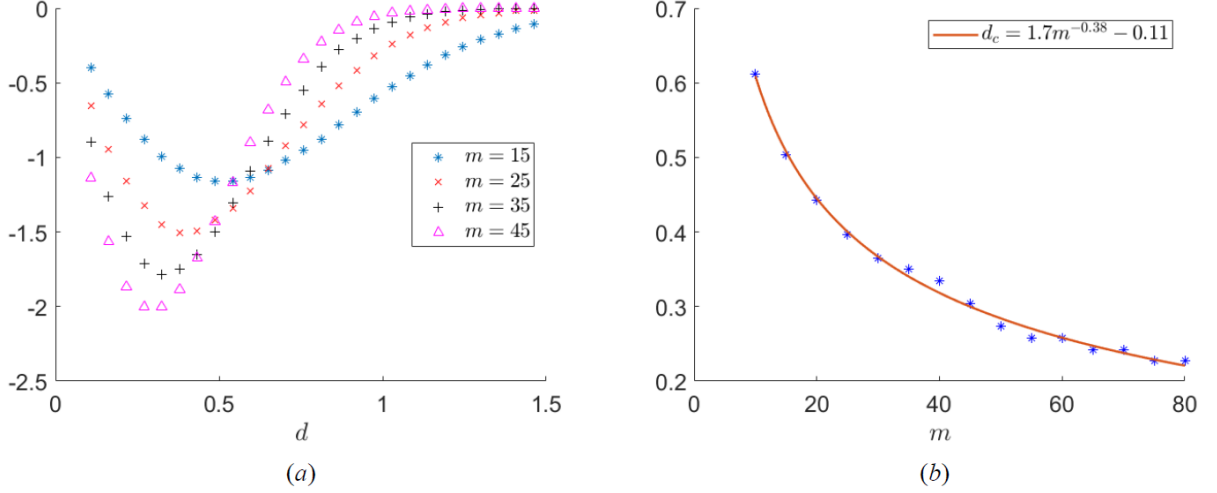 0
-0.5
-1
-1.5
-2
-2.5
0 0.5 1 1.5
d
m = 15
m = 25
m = 35
m = 45
(a)
0.7
0.6
0.5
0.4
0.3
0.2
0 20 40 60 80
m
d_c = 1.7m^{-0.38} − 0.11
(b)